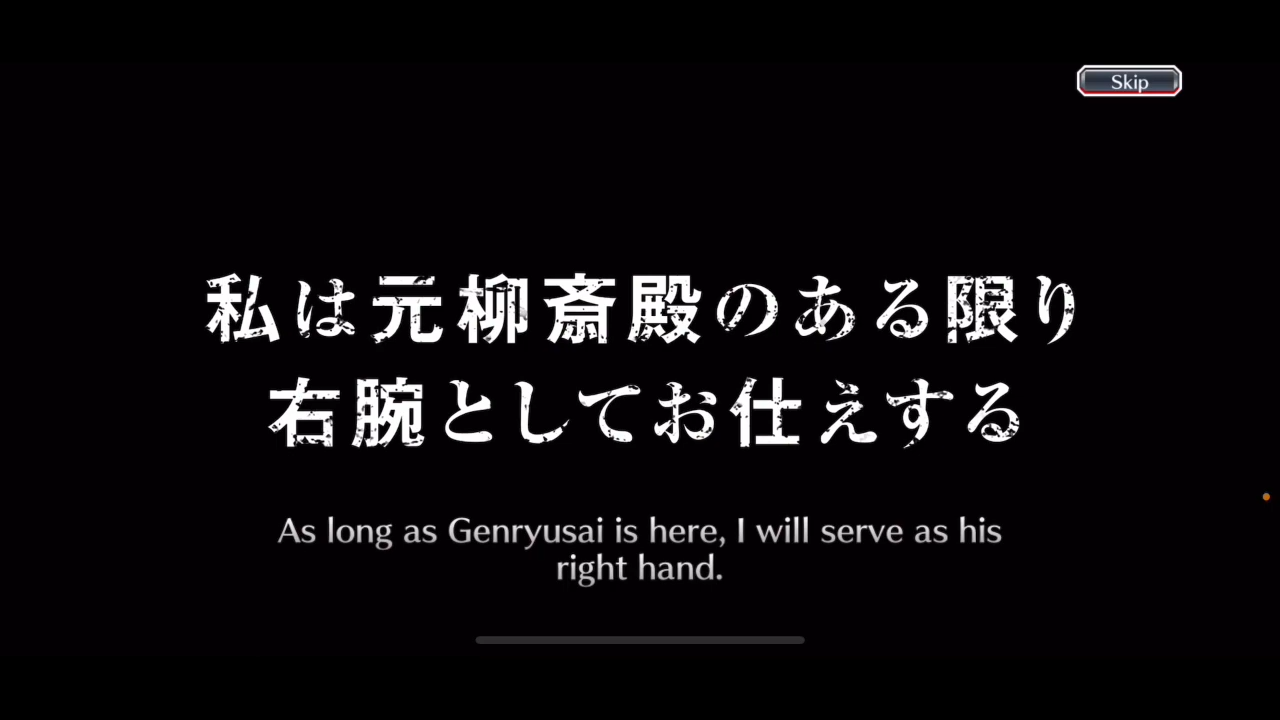 Skip
私は元柳斎殿のある限り
右腕としてお仕えする
As long as Genryusai is here, I will serve as his
right hand.